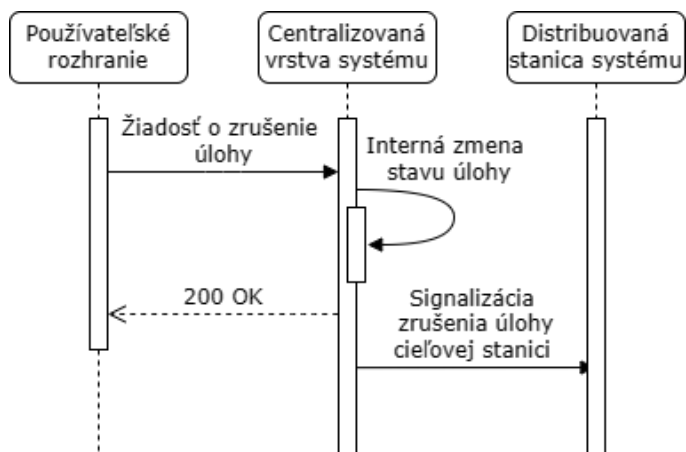 Používateľské
rozhranie
Centralizovaná
vrstva systému
Distribuovaná
stanica systému
Žiadosť o zrušenie
úlohy
Interná zmena
stavu úlohy
200 OK
Signalizácia
zrušenia úlohy
cieľovej stanici